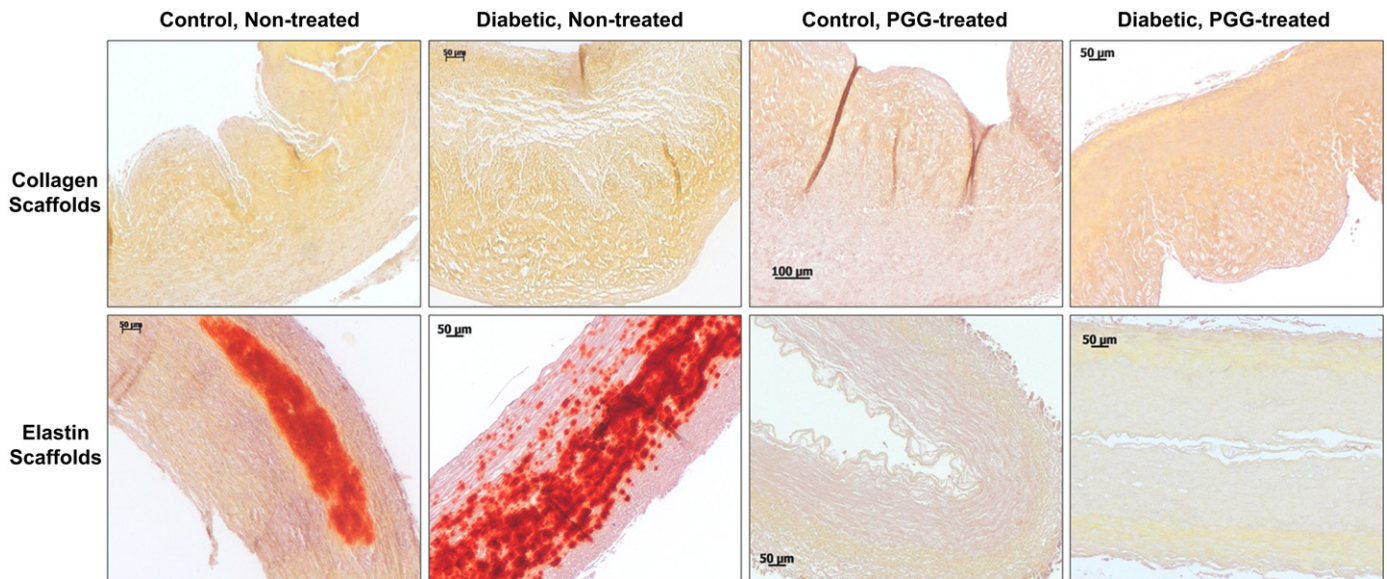 Control, Non-treated
Diabetic, Non-treated
Control, PGG-treated
Diabetic, PGG-treated
Collagen
Scaffolds
50 µm
100 µm
50 µm
Elastin
Scaffolds
50 µm
50 µm
50 µm
50 µm